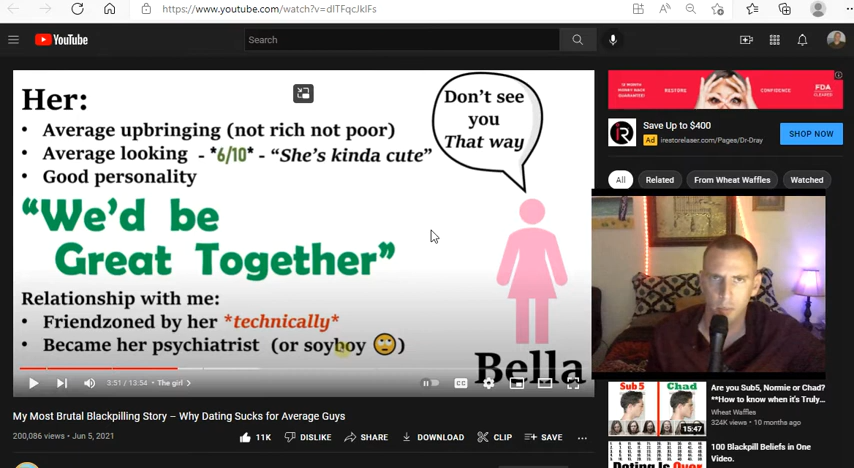 https://www.youtube.com/watch?v=dITFqcJkIFs
YouTube
Search
Her:
• Average upbringing (not rich not poor)
• Average looking - *6/10* - “She’s kinda cute”
• Good personality
“We’d be
Great Together”
Relationship with me:
• Friendzoned by her *technically*
• Became her psychiatrist (or soyboy 🙄)
Don’t see
you
That way
Bella
3:51 / 13:54 • The girl >
CC
My Most Brutal Blackpilling Story – Why Dating Sucks for Average Guys
200,086 views • Jun 5, 2021
11K
DISLIKE
SHARE
DOWNLOAD
CLIP
SAVE
RESTORE
CONFIDENCE
FDA
Save Up to $400
Ad irestorelaser.com/Pages/Dr-Dray
SHOP NOW
All
Related
From Wheat Waffles
Watched
Sub5
Chad
15:47
Are you Sub5, Normie or Chad?
**How to know when it's Truly...
Wheat Waffles
324K views • 10 months ago
100 Blackpill Beliefs in One
Video.
Dating Is Over